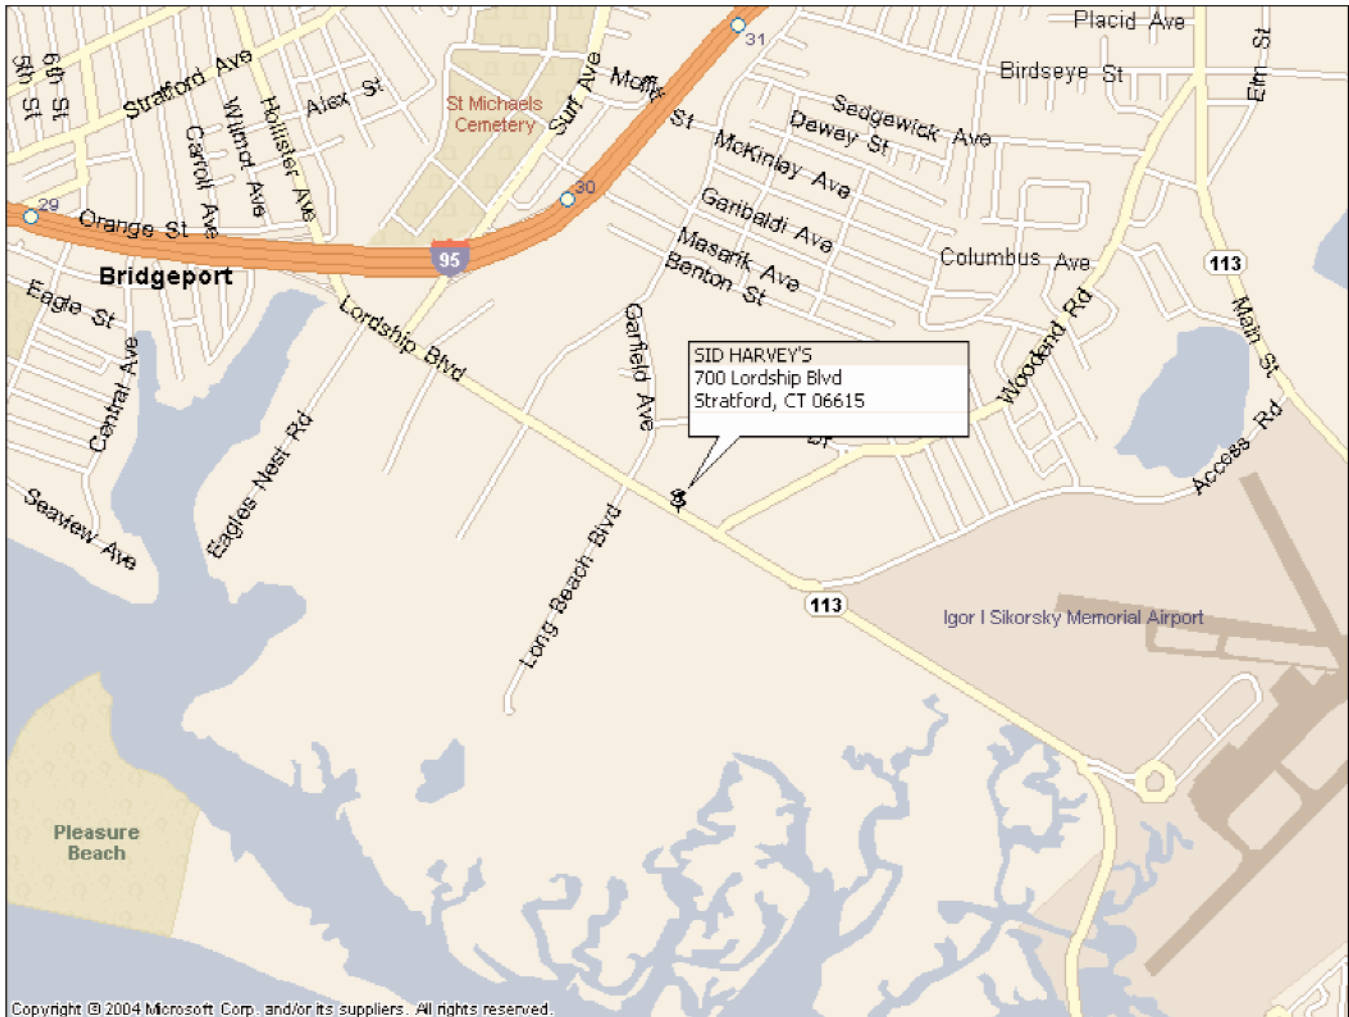 31
Placid Ave
Birdseye St
Elm St
5th St
6th St
Stratford Ave
Wilmot Ave
Carroll Ave
Hollister Ave
Alex St
St Michaels
Cemetery
Surf Ave
Moffit St
McKinley Ave
Sedgewick Ave
Dewey St
Garibaldi Ave
Masarik Ave
Benton St
Columbus Ave
29
30
Orange St
95
113
Bridgeport
Eagle St
Lordship Blvd
Central Ave
Garfield Ave
Woodend Rd
Main St
SID HARVEY'S
700 Lordship Blvd
Stratford, CT 06615
Dr
Access Rd
Eagles Nest Rd
Seaview Ave
Long Beach Blvd
113
Igor I Sikorsky Memorial Airport
Pleasure
Beach
Copyright © 2004 Microsoft Corp. and/or its suppliers. All rights reserved.